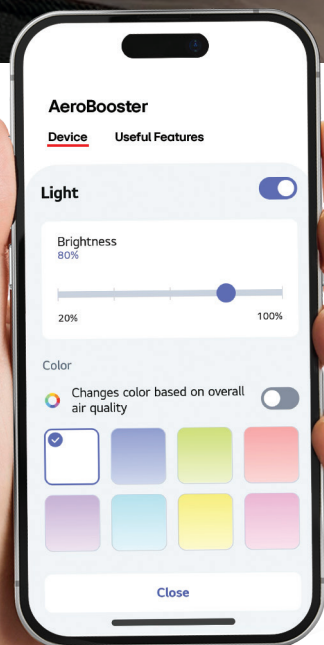 AeroBooster
Device Useful Features
Light
Brightness
80%
20% 100%
Color
Changes color based on overall
air quality
Close